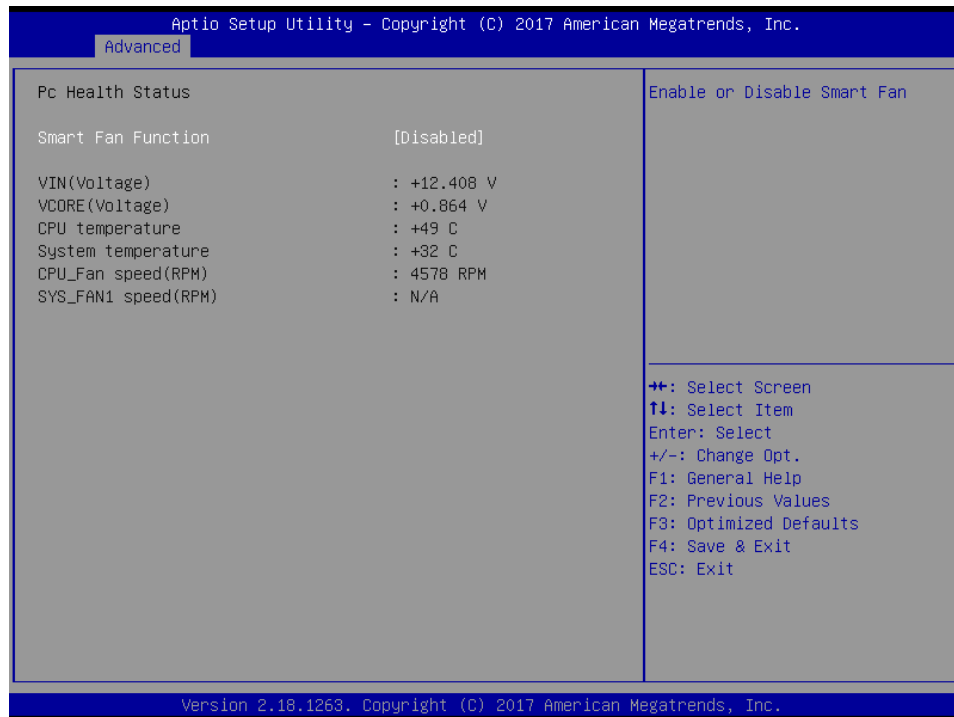 Aptio Setup Utility – Copyright (C) 2017 American Megatrends, Inc.
Advanced
Pc Health Status
Smart Fan Function [Disabled]
VIN(Voltage) : +12.408 V
VCORE(Voltage) : +0.864 V
CPU temperature : +49 C
System temperature : +32 C
CPU_Fan speed(RPM) : 4578 RPM
SYS_FAN1 speed(RPM) : N/A
Enable or Disable Smart Fan
→←: Select Screen
↑↓: Select Item
Enter: Select
+/-: Change Opt.
F1: General Help
F2: Previous Values
F3: Optimized Defaults
F4: Save & Exit
ESC: Exit
Version 2.18.1263. Copyright (C) 2017 American Megatrends, Inc.